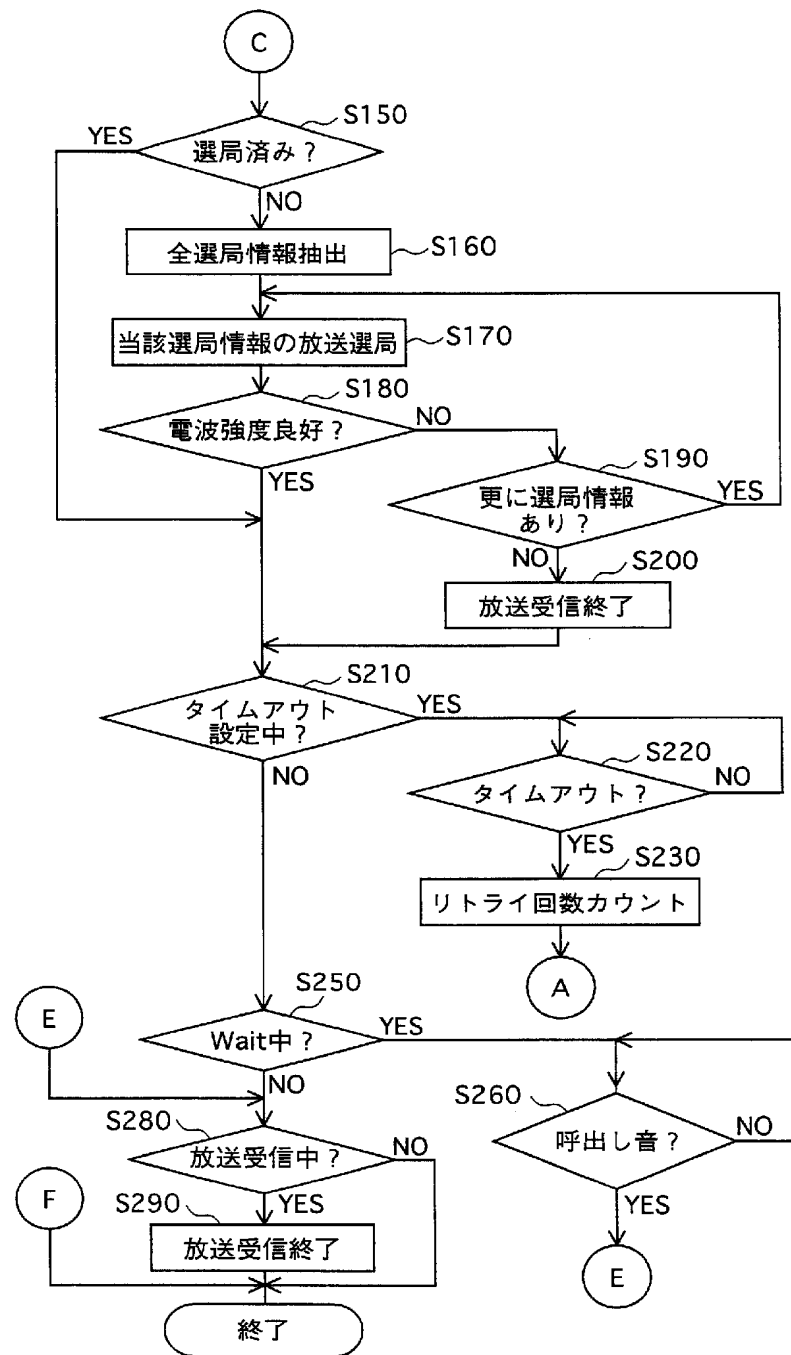 C
S150
YES
選局済み？
NO
全選局情報抽出
S160
当該選局情報の放送選局
S170
S180
電波強度良好？
NO
YES
S190
更に選局情報
あり？
YES
NO
S200
放送受信終了
S210
タイムアウト
設定中？
YES
NO
S220
タイムアウト？
NO
YES
S230
リトライ回数カウント
A
S250
E
Wait中？
YES
NO
S260
呼出し音？
NO
YES
E
S280
放送受信中？
NO
YES
F
S290
放送受信終了
終了